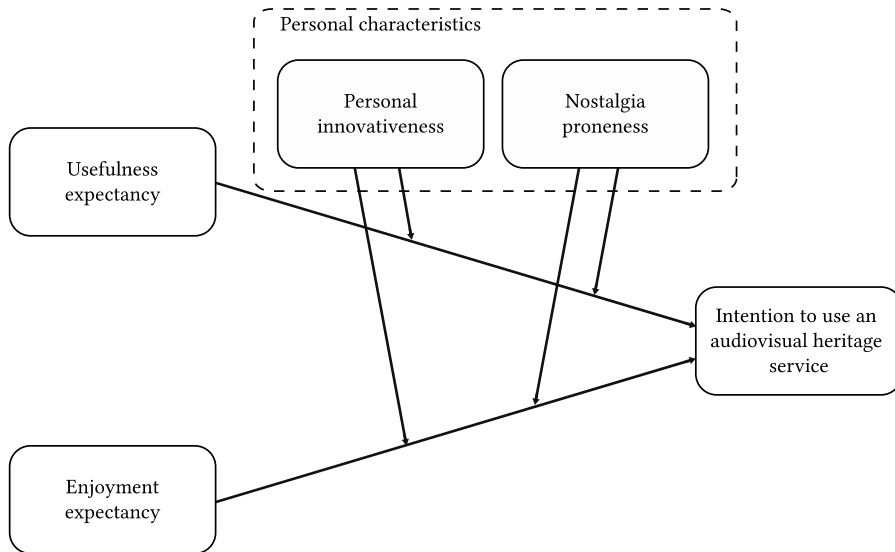 Personal characteristics
Personal
innovativeness
Nostalgia
proneness
Usefulness
expectancy
Intention to use an
audiovisual heritage
service
Enjoyment
expectancy